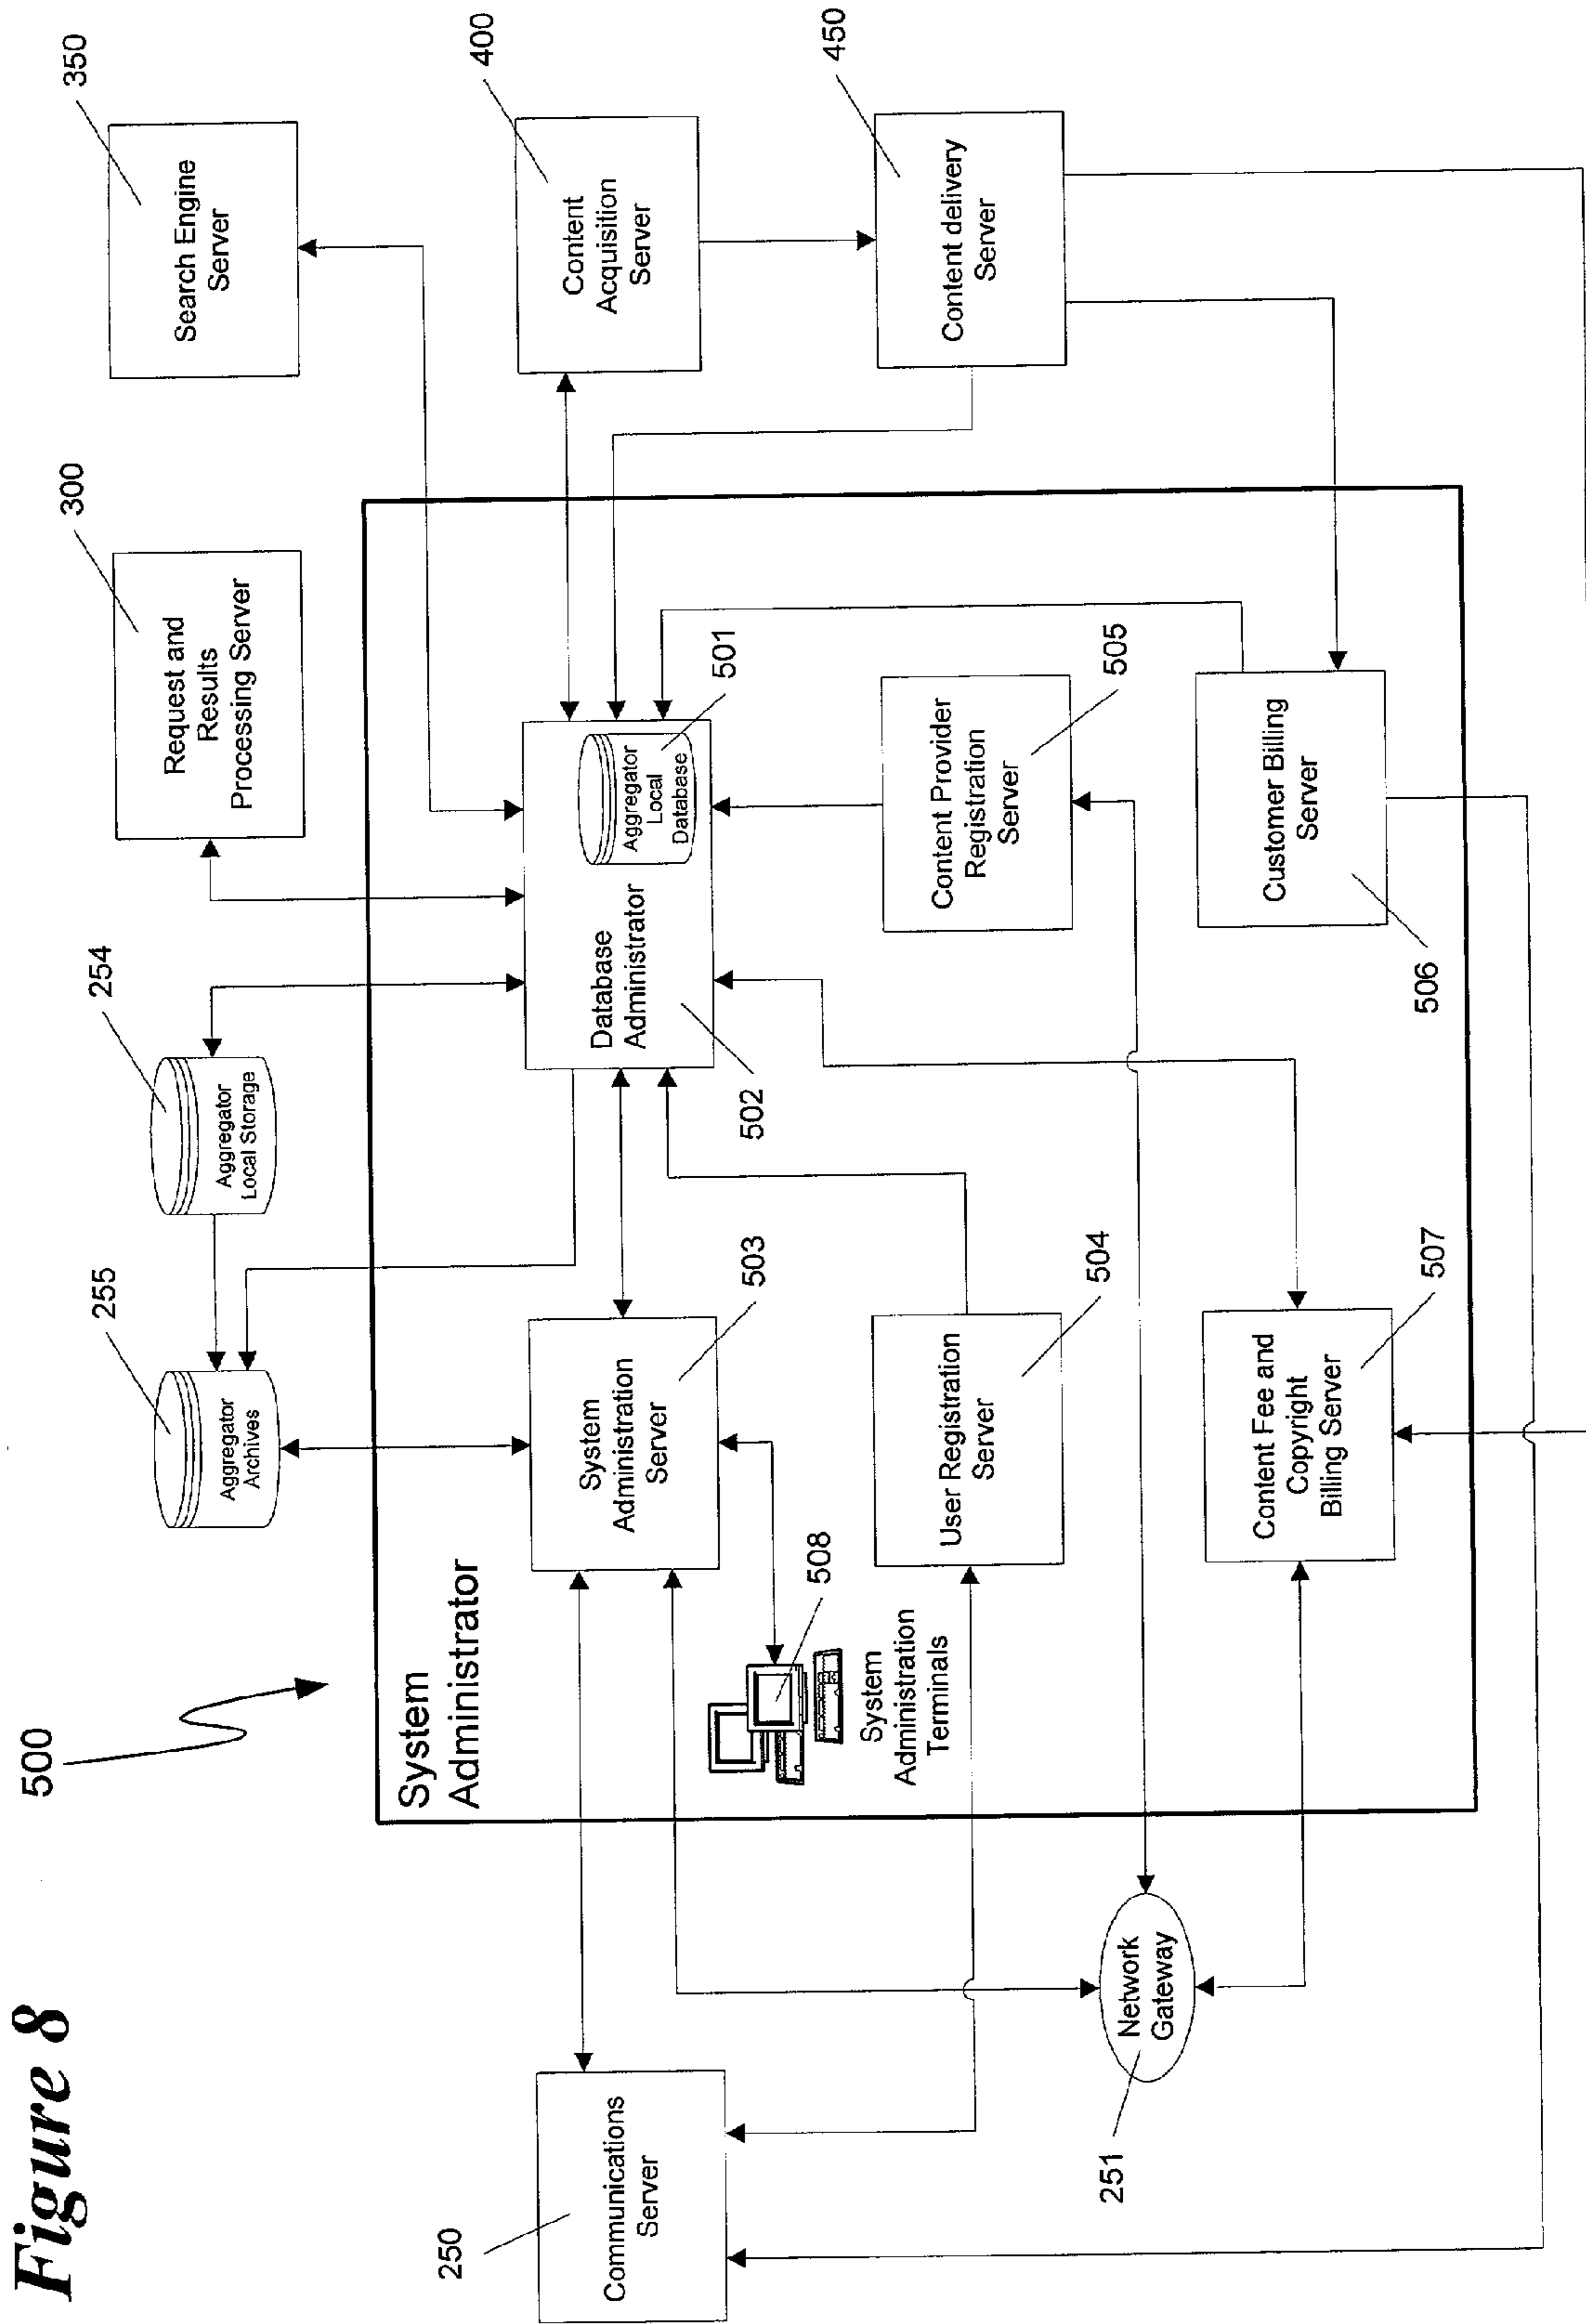 Figure 8
500
System
Administrator
255
Aggregator
Archives
254
Aggregator
Local Storage
300
Request and
Results
Processing Server
350
Search Engine
Server
250
Communications
Server
System
Administration
Server
503
Database
Administrator
502
Aggregator
Local
Database
501
400
Content
Acquisition
Server
508
System
Administration
Terminals
User Registration
Server
504
Content Provider
Registration
Server
505
450
Content delivery
Server
251
Network
Gateway
Content Fee and
Copyright
Billing Server
507
Customer Billing
Server
506